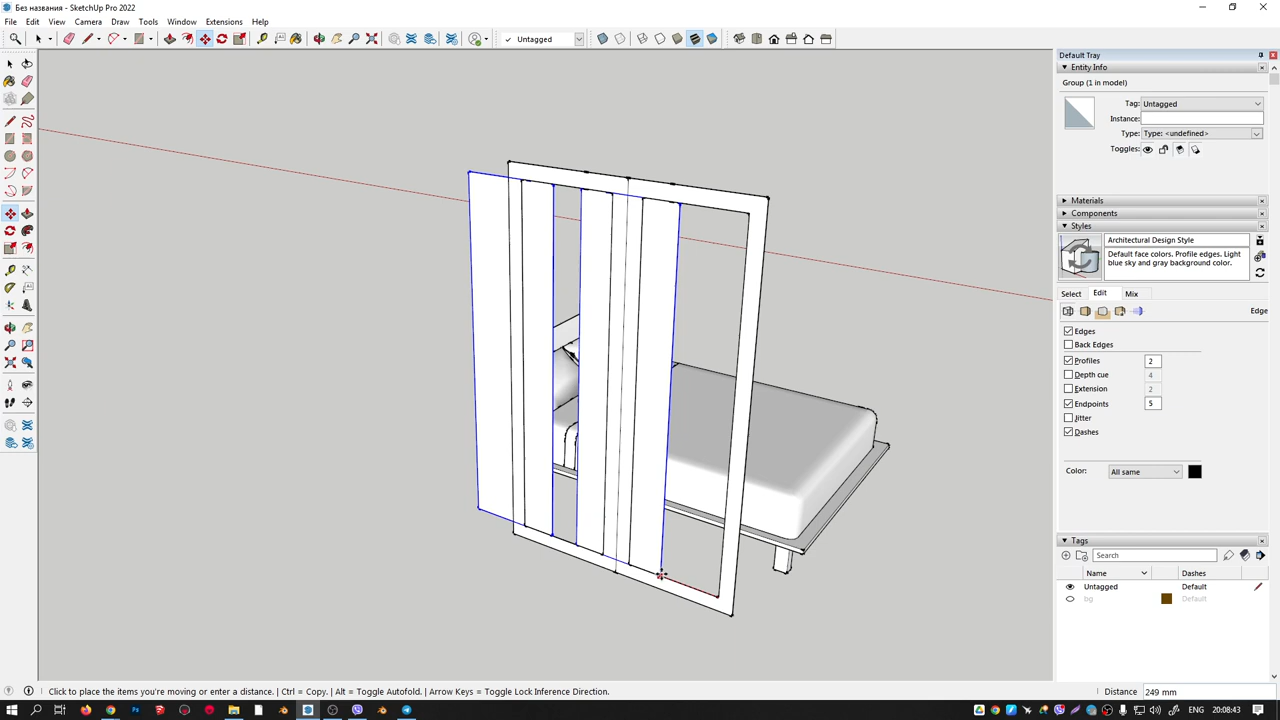 Без названия - SketchUp Pro 2022
File Edit View Camera Draw Tools Window Extensions Help
Untagged
Default Tray
Entity Info
Group (1 in model)
Tag: Untagged
Instance:
Type: Type: <undefined>
Toggles:
Materials
Components
Styles
Architectural Design Style
Default face colors. Profile edges. Light
blue sky and gray background color.
Select Edit Mix
Edge
Edges
Back Edges
Profiles 2
Depth cue 4
Extension 2
Endpoints 5
Jitter
Dashes
Color: All same
Tags
Search
Name Dashes
Untagged Default
bg Default
Click to place the items you're moving or enter a distance. | Ctrl = Copy. | Alt = Toggle Autofold. | Arrow Keys = Toggle Lock Inference Direction.
Distance 249 mm
ENG 20:08:43